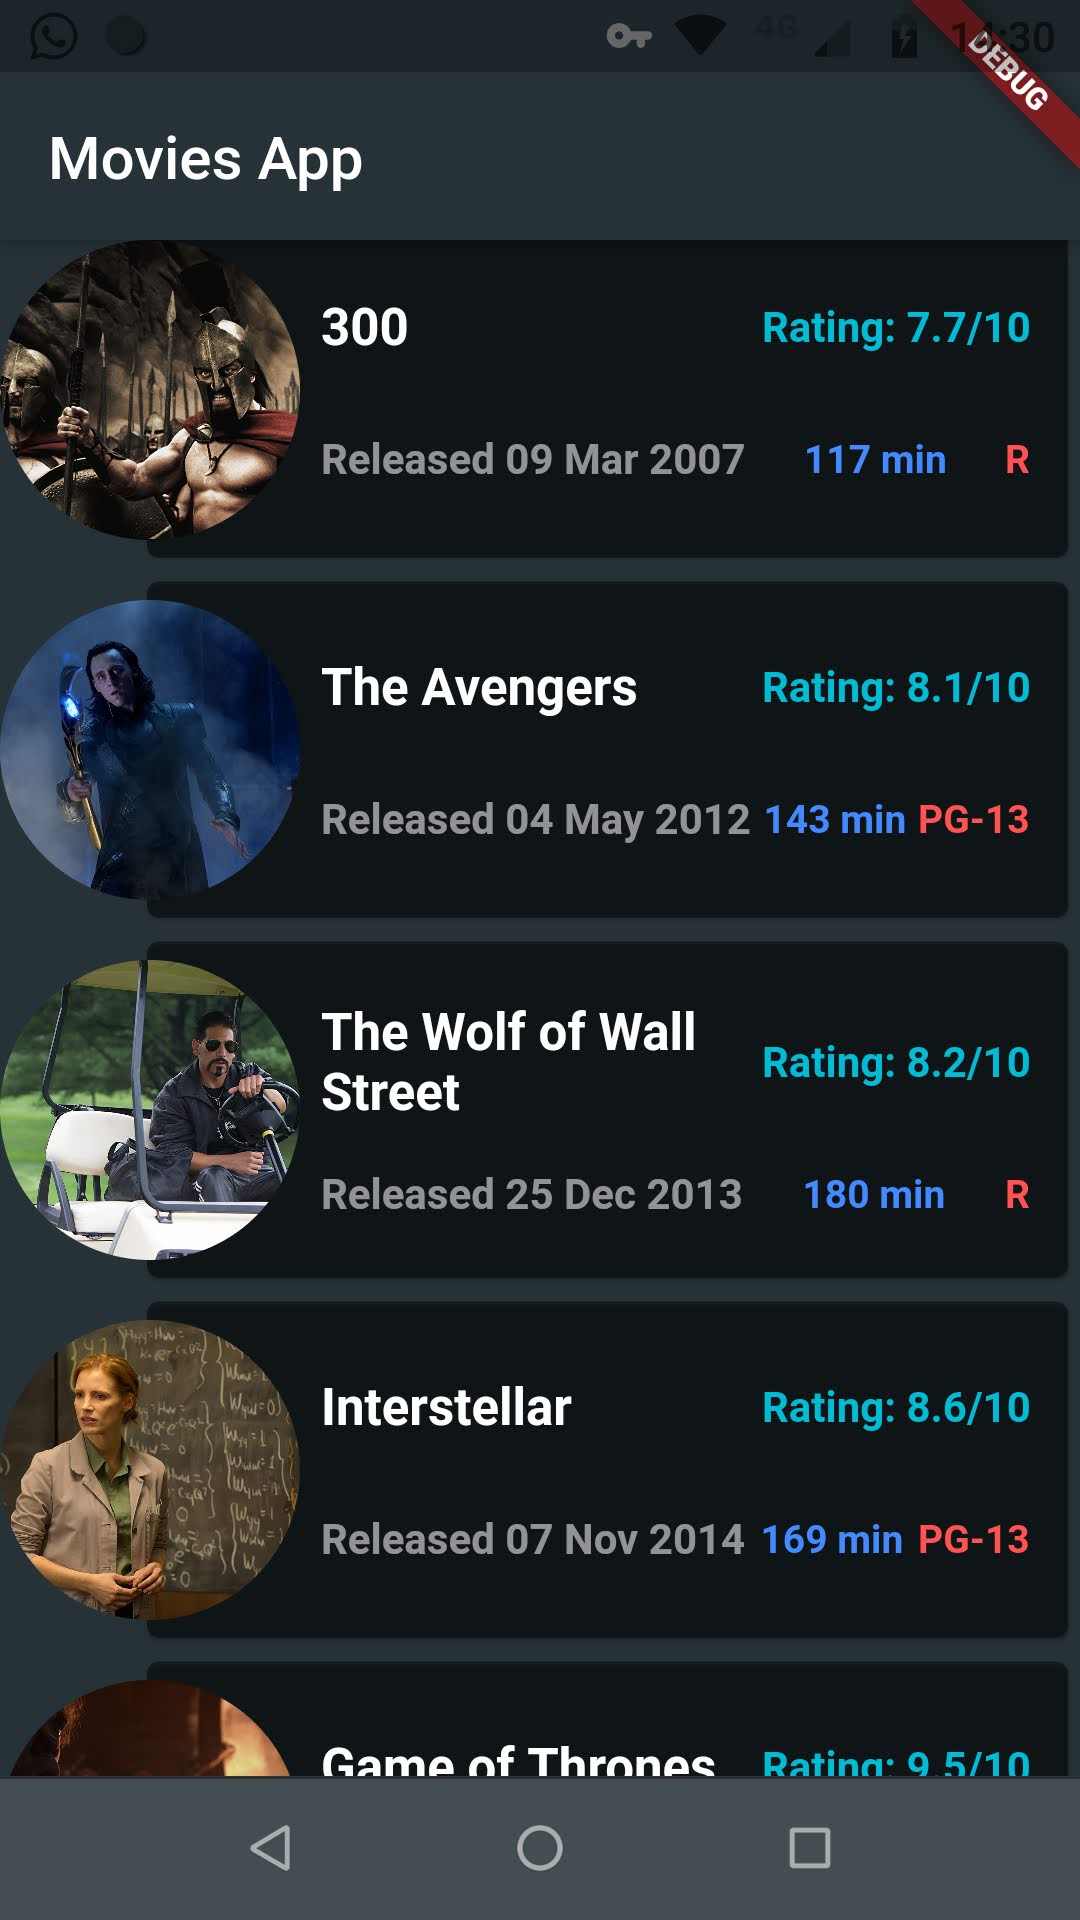 4G 14:30
DEBUG
Movies App
300 Rating: 7.7/10
Released 09 Mar 2007 117 min R
The Avengers Rating: 8.1/10
Released 04 May 2012 143 min PG-13
The Wolf of Wall
Street Rating: 8.2/10
Released 25 Dec 2013 180 min R
Interstellar Rating: 8.6/10
Released 07 Nov 2014 169 min PG-13
Game of Thrones Rating: 9.5/10